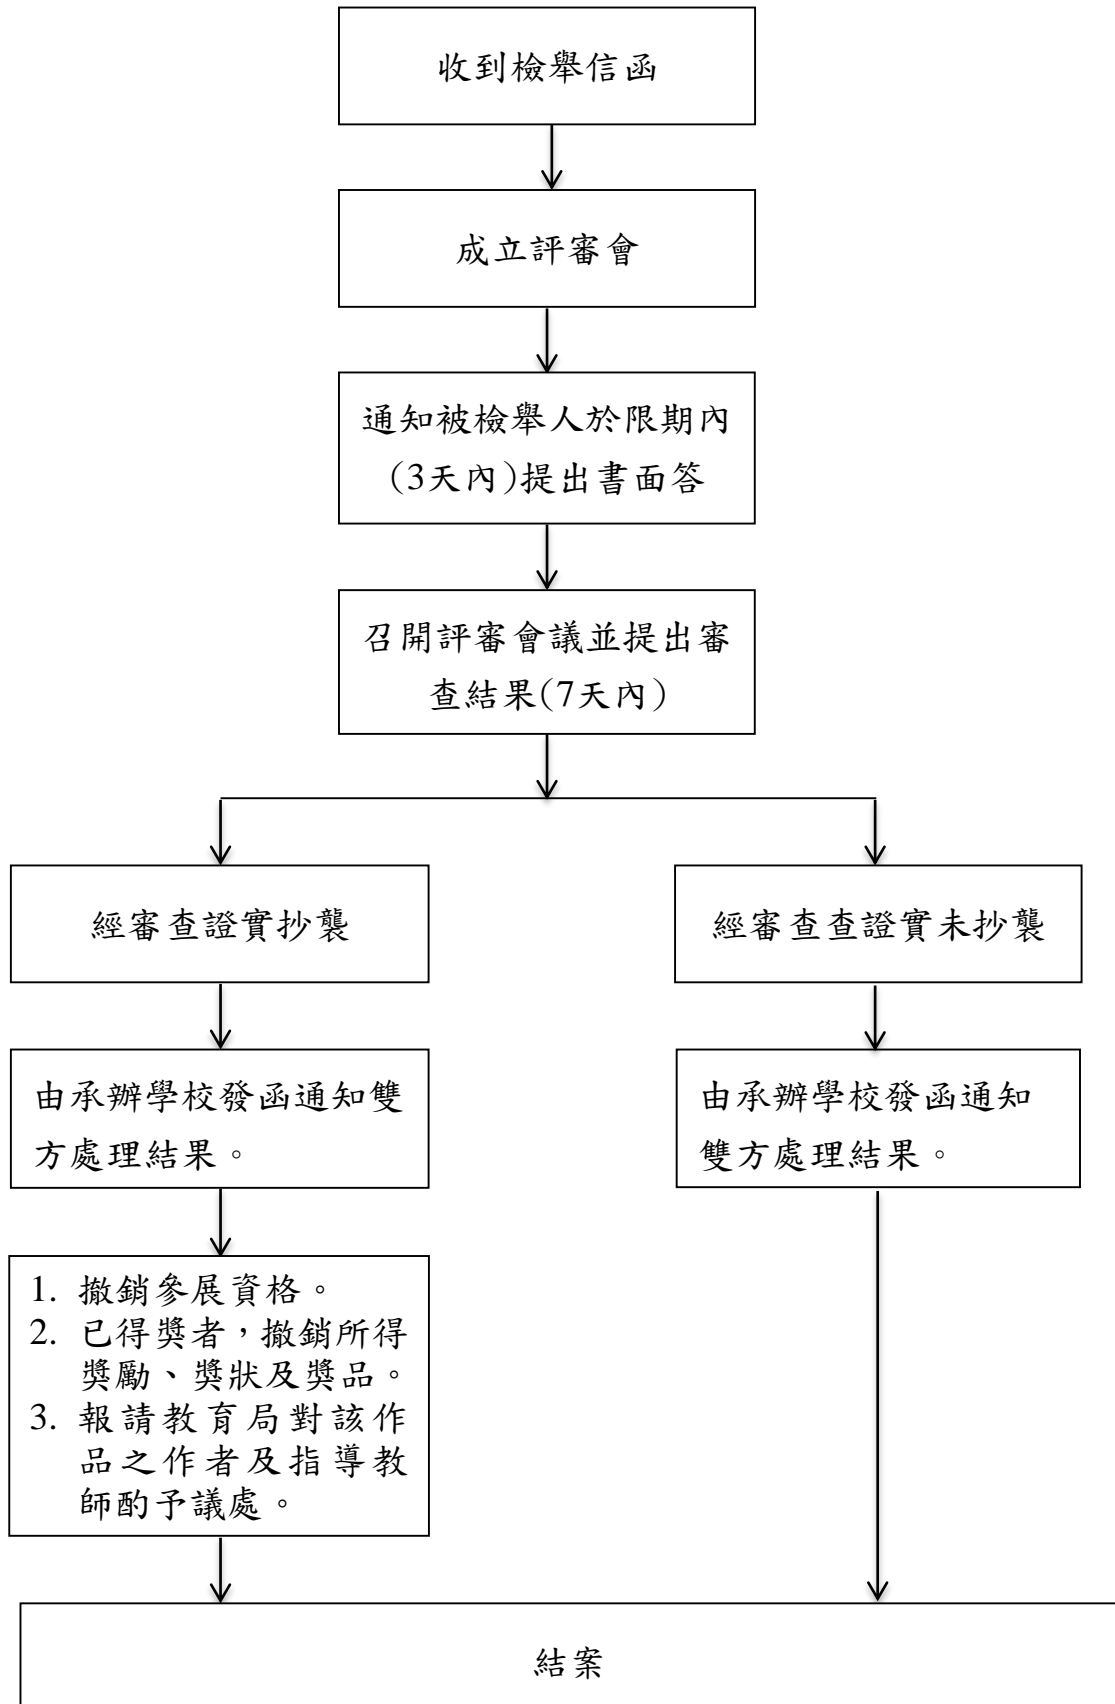 收到檢舉信函
成立評審會
通知被檢舉人於限期內
(3天內)提出書面答
召開評審會議並提出審
查結果(7天內)
經審查證實抄襲
經審查查證實未抄襲
由承辦學校發函通知雙
方處理結果。
由承辦學校發函通知
雙方處理結果。
1. 撤銷參展資格。
2. 已得獎者，撤銷所得
獎勵、獎狀及獎品。
3. 報請教育局對該作
品之作者及指導教
師酌予議處。
結案